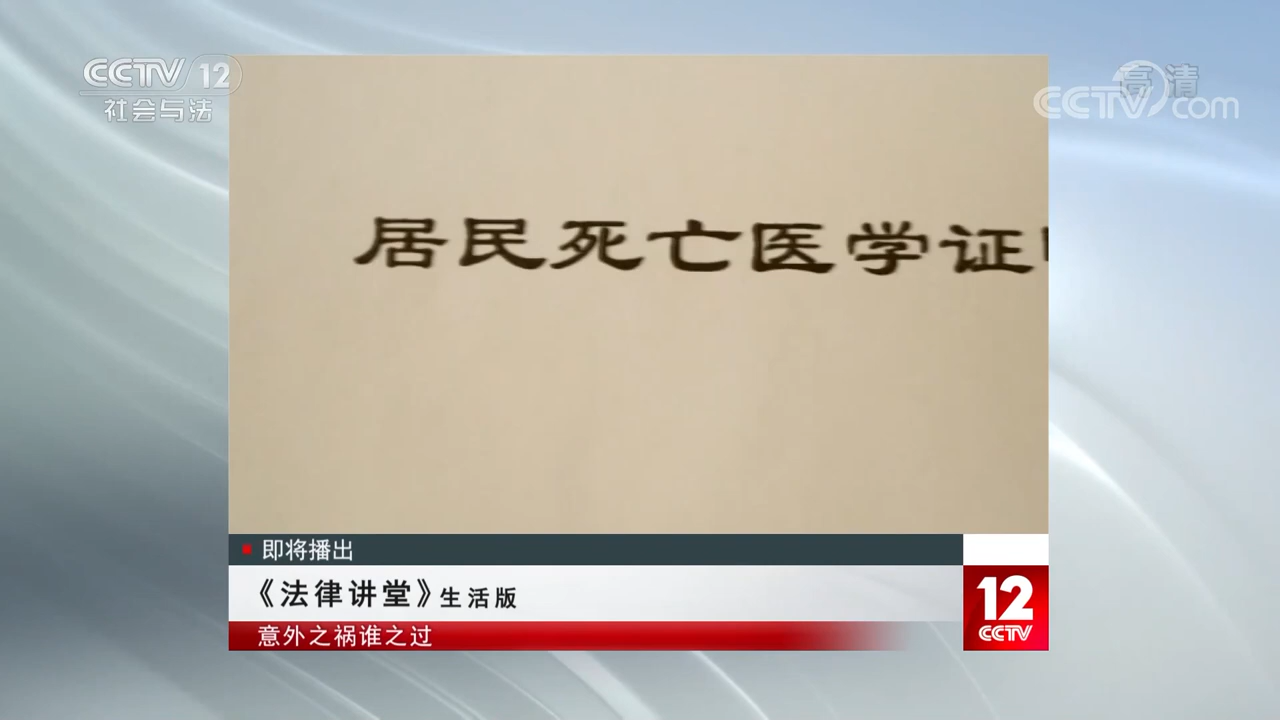 CCTV 12
社会与法
高清
CCTV.com
居民死亡医学证
即将播出
《法律讲堂》生活版
意外之祸谁之过
12
CCTV